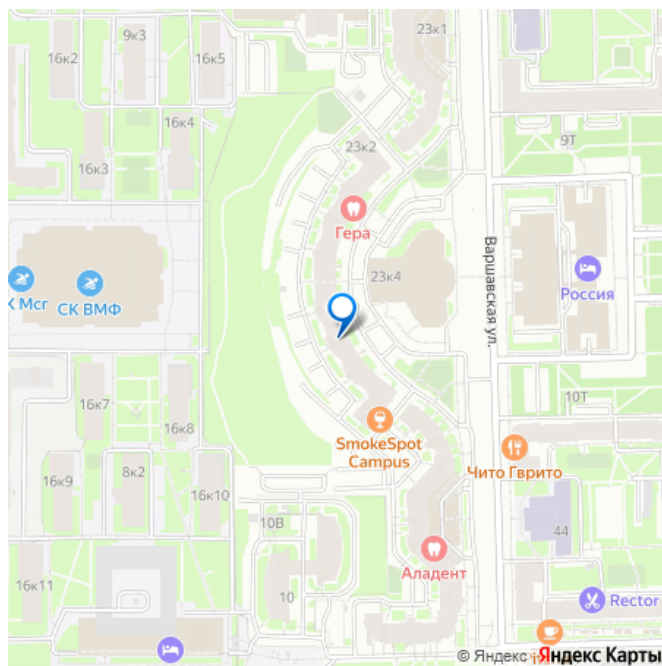 23к1
9к3
16к2
16к5
16к4
9Т
23к2
16к3
Гера
Варшавская ул.
23к4
Россия
СК Мсг
СК ВМФ
10Т
16к7
16к8
SmokeSpot
Campus
Чито Гврито
16к9
8к2
16к10
10В
44
Аладент
16к11
10
Rector
© Яндекс
Яндекс Карты